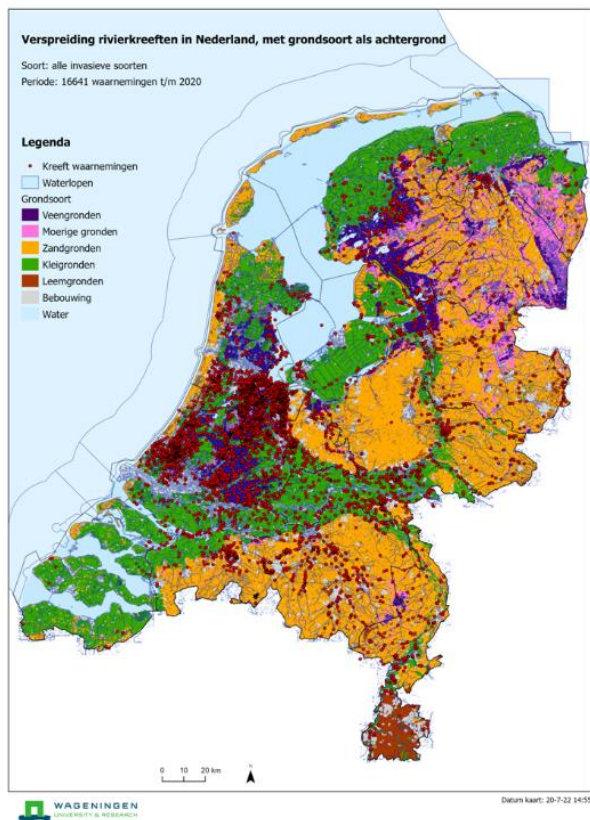 Verspreiding rivierkreeften in Nederland, met grondsoort als achtergrond
Soort: alle invasieve soorten
Periode: 16641 waarnemingen t/m 2020
Legenda
Kreeft waarnemingen
Waterlopen
Grondsoort
Veengronden
Moerige gronden
Zandgronden
Kleigronden
Leemgronden
Bebouwing
Water
0 10 20 km
WAGENINGEN
UNIVERSITY & RESEARCH
Datum kaart: 20-7-22 14:55